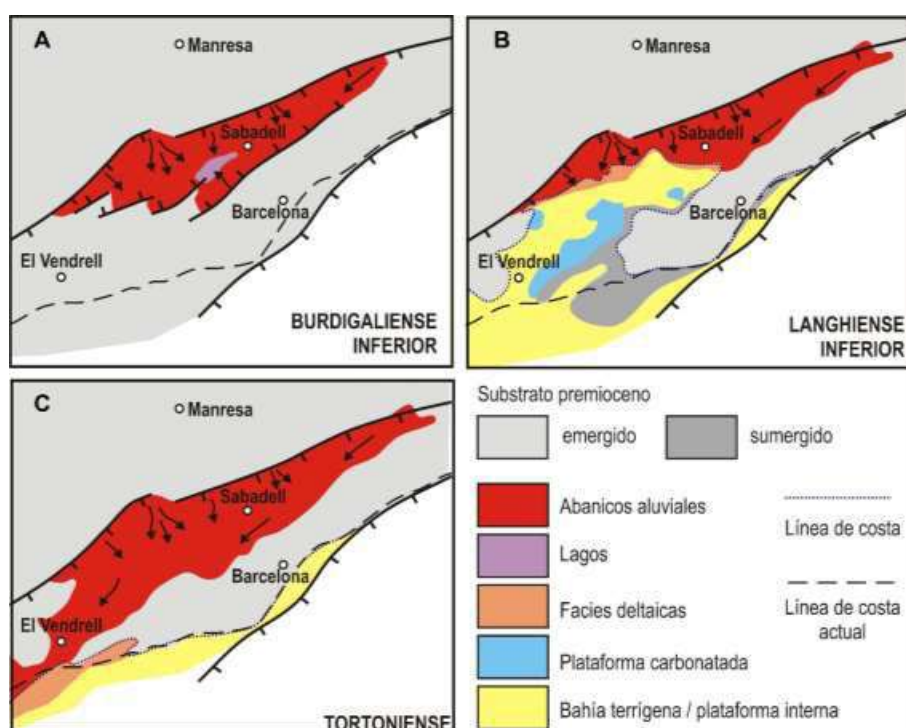 A
Manresa
Sabadell
Barcelona
El Vendrell
BURDIGALIENSE
INFERIOR
B
Manresa
Sabadell
Barcelona
El Vendrell
LANGHIENSE
INFERIOR
C
Manresa
Sabadell
Barcelona
El Vendrell
TORTONIENSE
Substrato premioceno
emergido
sumergido
Abanicos aluviales
Lagos
Facies deltaicas
Plataforma carbonatada
Bahía terrígena / plataforma interna
Línea de costa
Línea de costa
actual